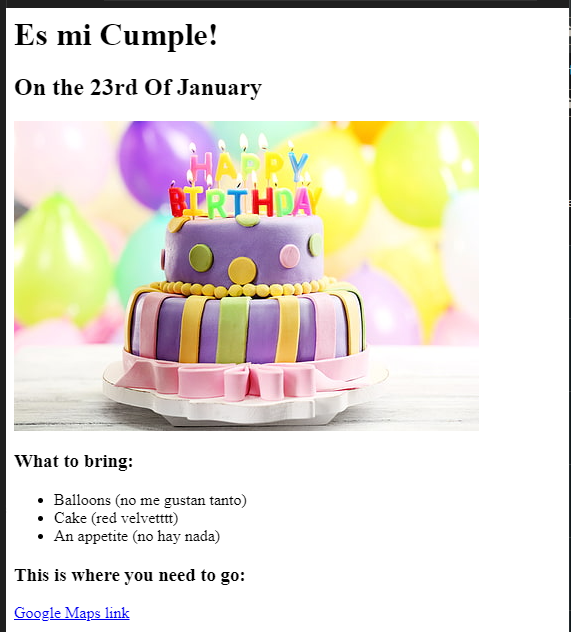 Es mi Cumple!
On the 23rd Of January
HAPPY
BIRTHDAY
What to bring:
Balloons (no me gustan tanto)
Cake (red velvetttt)
An appetite (no hay nada)
This is where you need to go:
Google Maps link